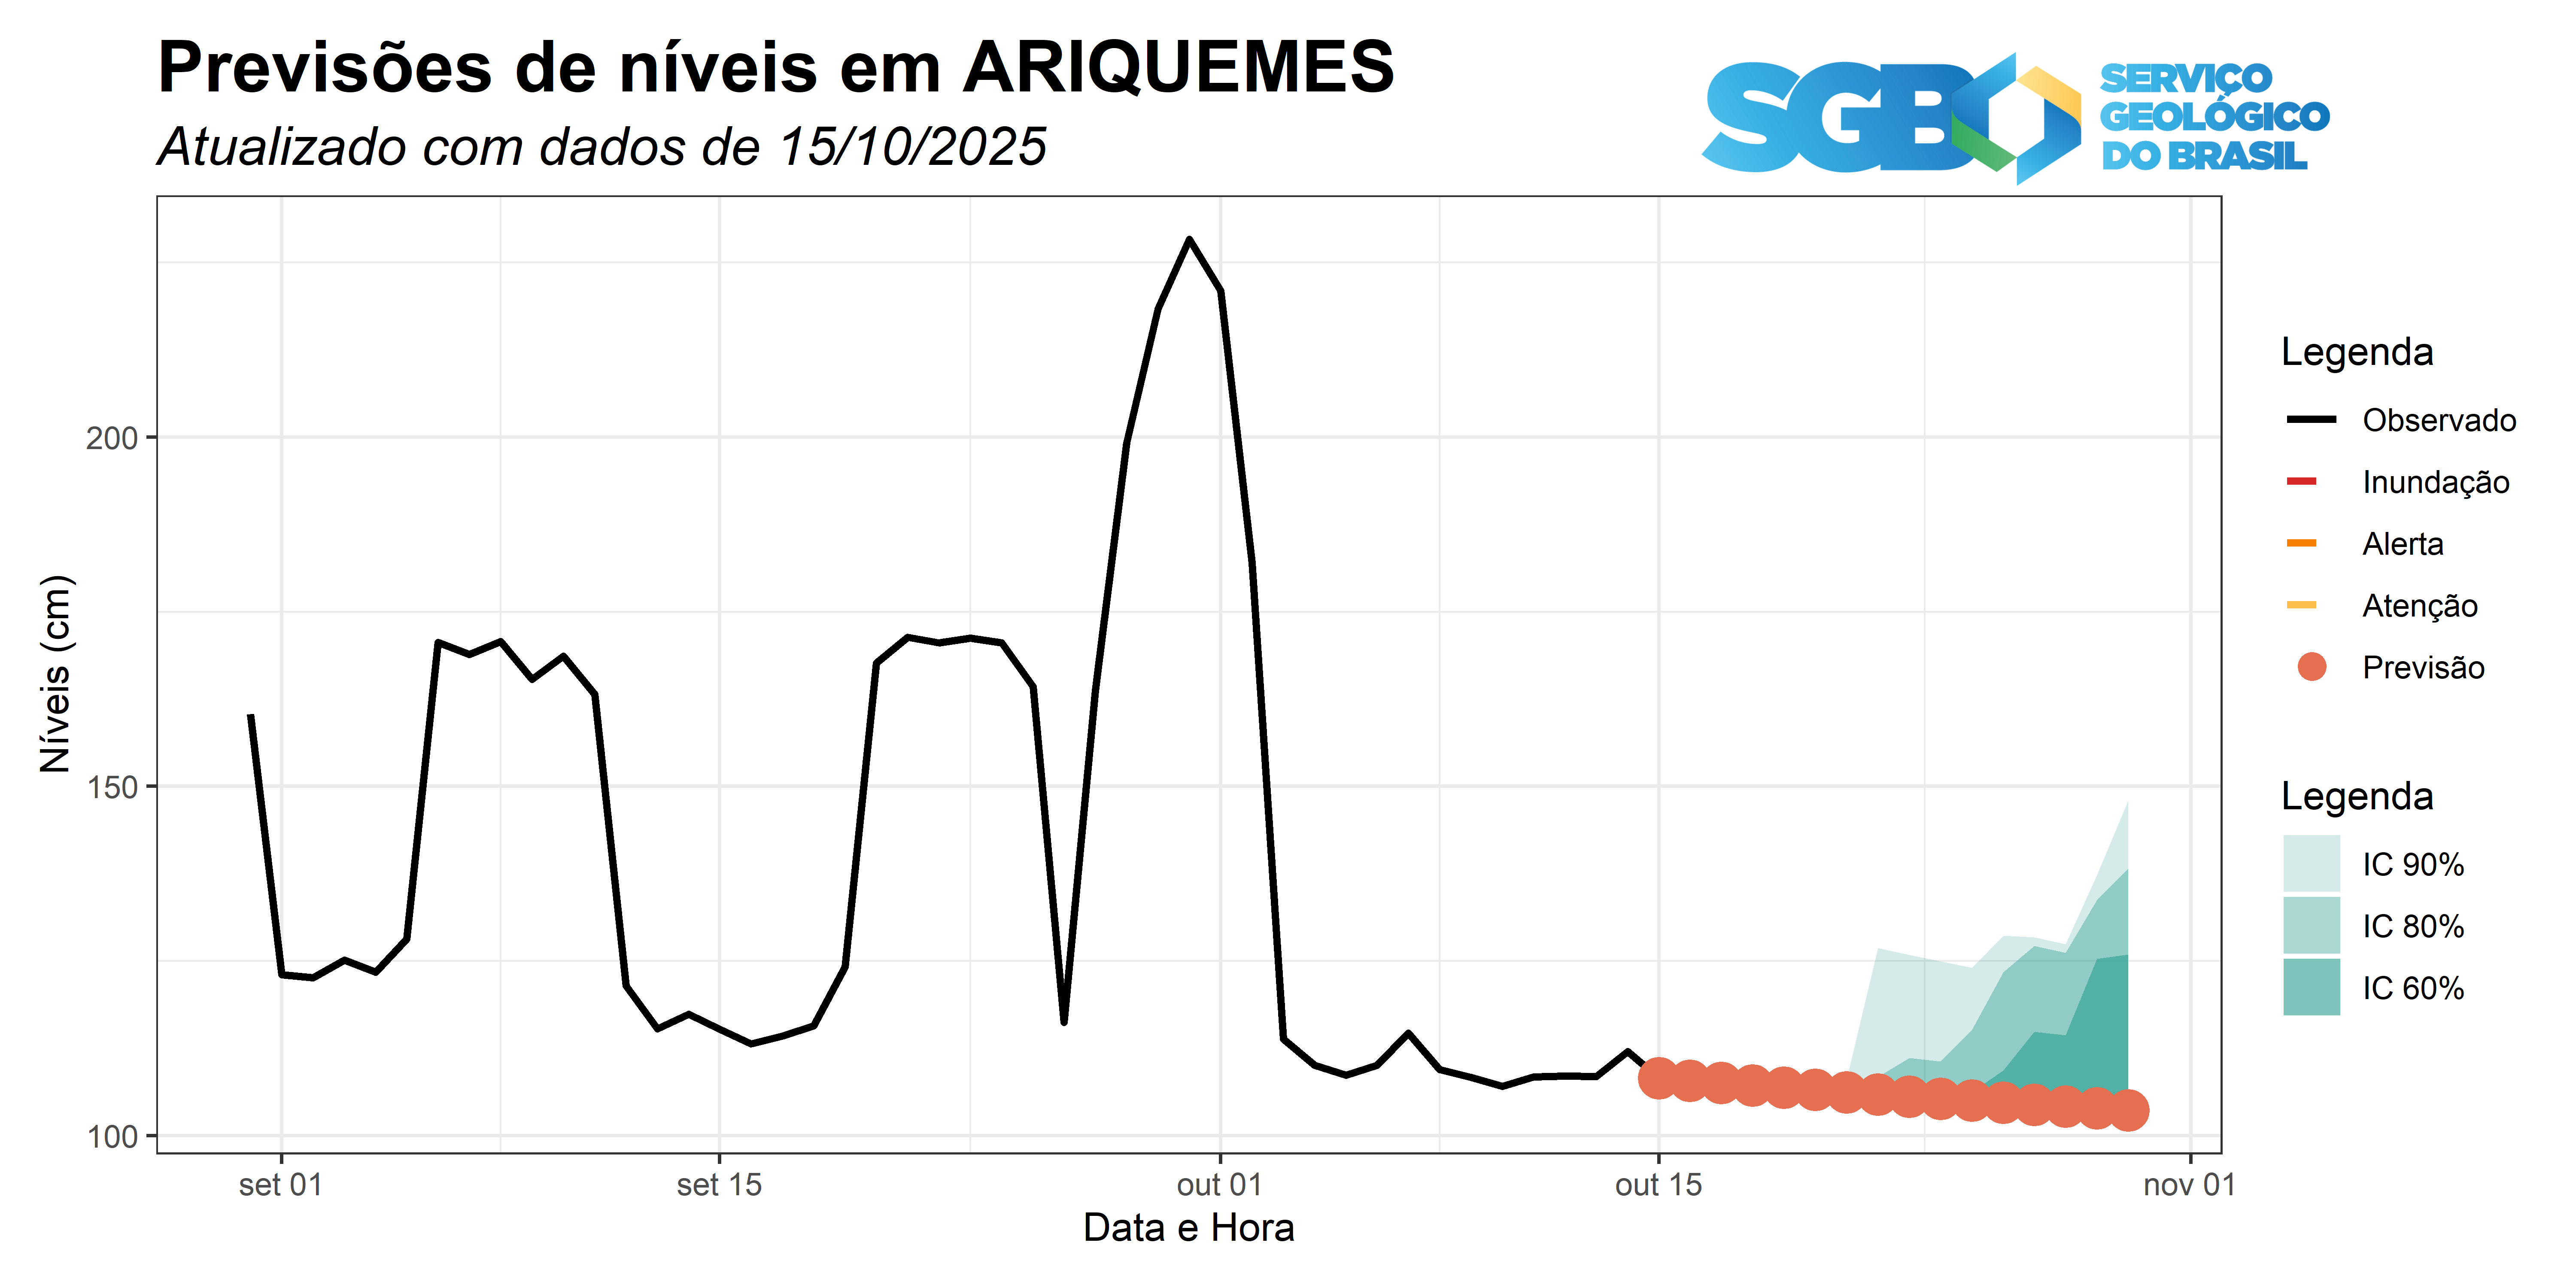 Previsões de níveis em ARIQUEMES
Atualizado com dados de 15/10/2025
SGB
SERVIÇO
GEOLÓGICO
DO BRASIL
Níveis (cm)
200
150
100
set 01
set 15
out 01
out 15
nov 01
Data e Hora
Legenda
Observado
Inundação
Alerta
Atenção
Previsão
Legenda
IC 90%
IC 80%
IC 60%